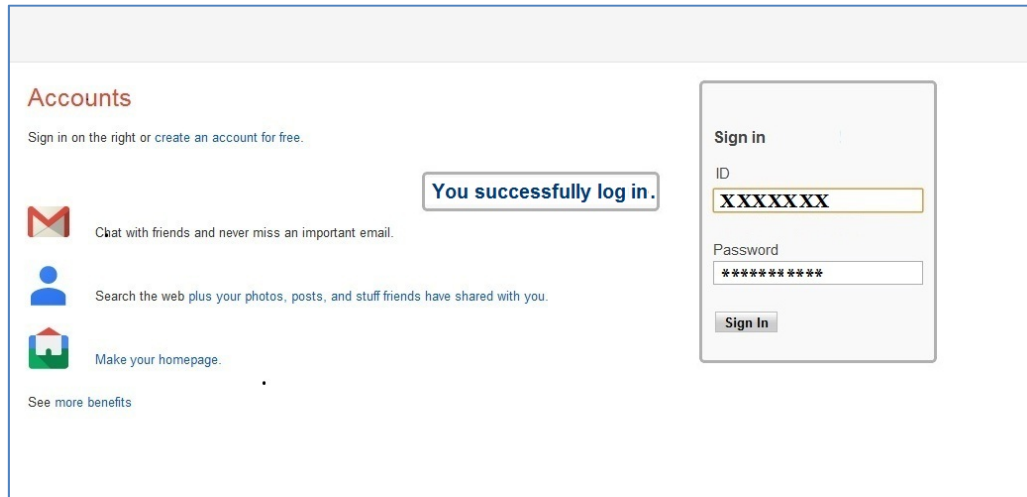 Accounts
Sign in on the right or create an account for free.
You successfully log in.
Chat with friends and never miss an important email.
Search the web plus your photos, posts, and stuff friends have shared with you.
Make your homepage.
See more benefits
Sign in
ID
XXXXXXX
Password
***********
Sign In